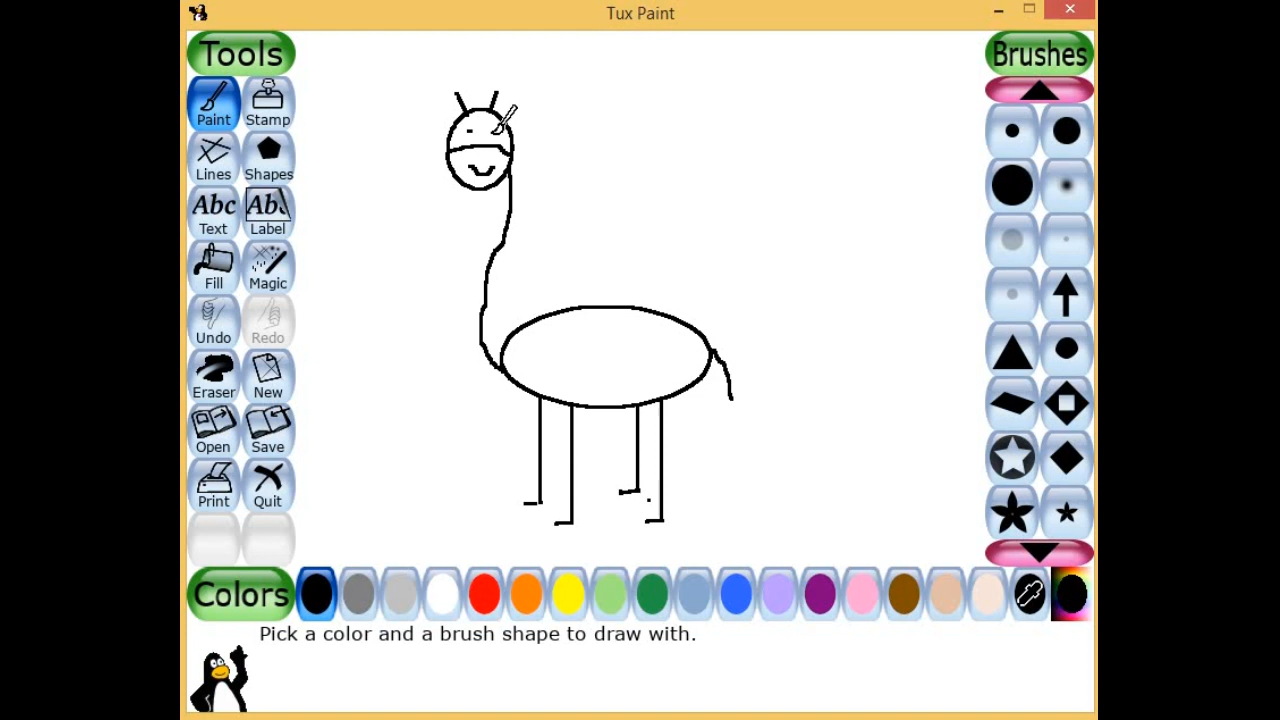 Tux Paint
Tools
Brushes
Paint
Stamp
Lines
Shapes
Abc
Text
Abc
Label
Fill
Magic
Undo
Redo
Eraser
New
Open
Save
Print
Quit
Colors
Pick a color and a brush shape to draw with.